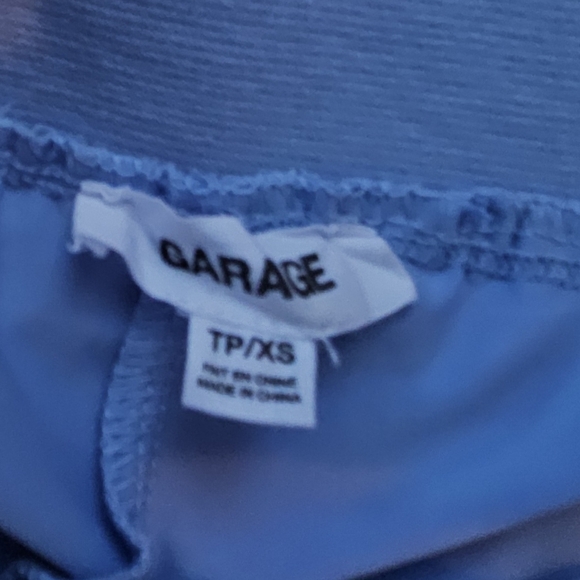 GARAGE
TP/XS
FAIT EN CHINE
MADE IN CHINA